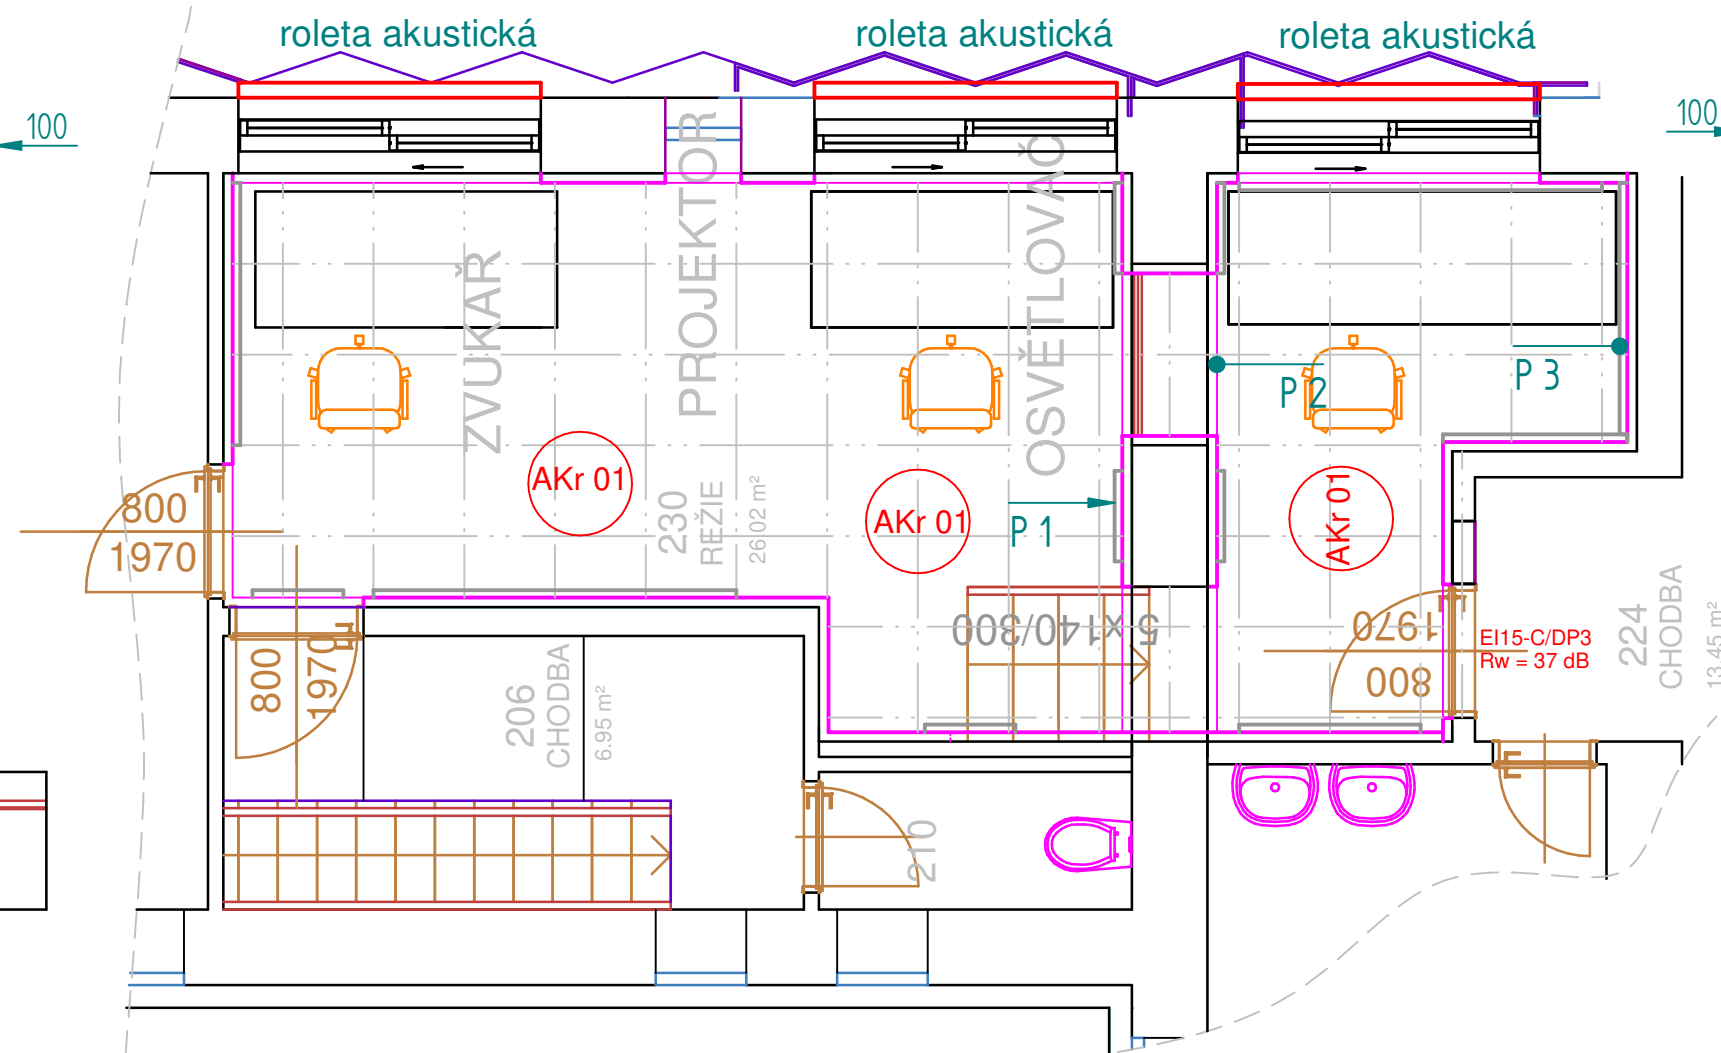 roleta akustická
roleta akustická
roleta akustická
100
100
ZVUKAŘ
PROJEKTOR
OSVĚTLOVAČ
P 2
P 3
AKr 01
AKr 01
AKr 01
P 1
230
REŽIE
26.02 m²
800
1970
800
1970
5 x140/300
1970
800
EI15-C/DP3
Rw = 37 dB
224
CHODBA
13.45 m²
206
CHODBA
6.95 m²
210